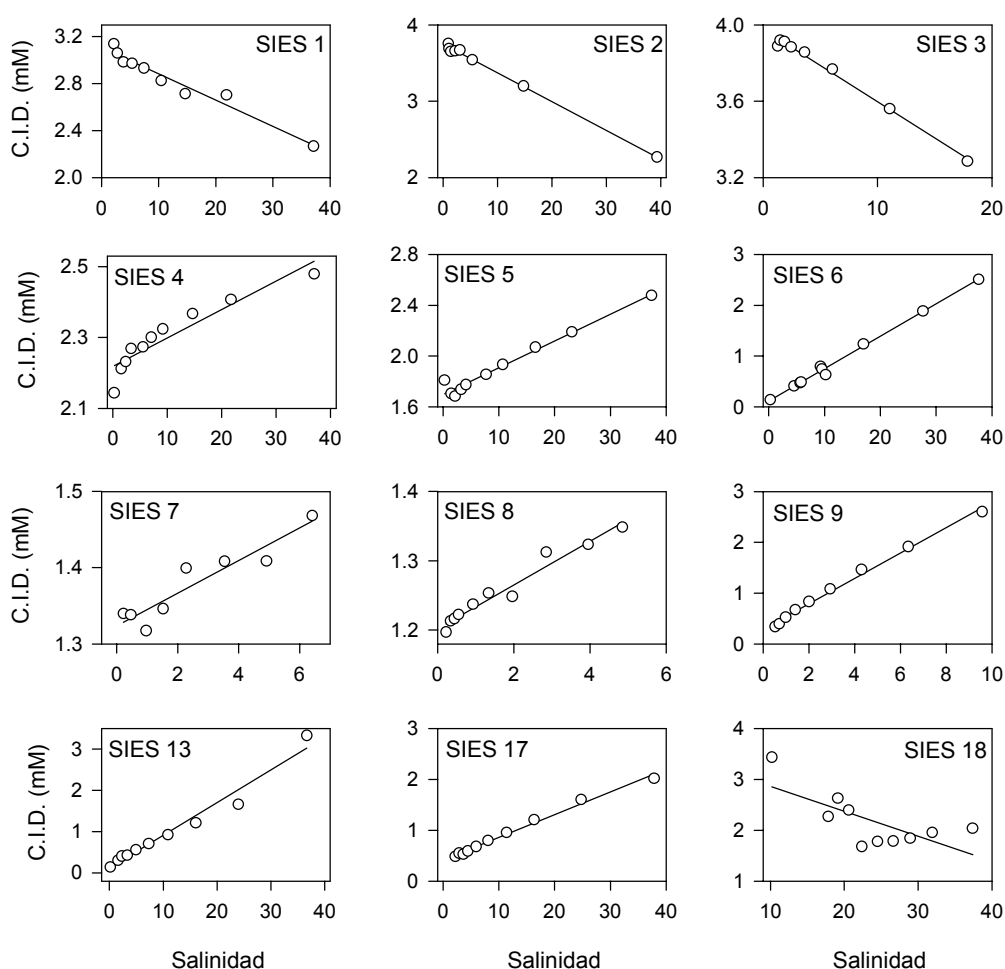 C.I.D. (mM)
3.2
2.8
2.4
2.0
SIES 1
0 10 20 30 40
4
3
2
SIES 2
0 10 20 30 40
4.0
3.6
3.2
SIES 3
0 10 20
C.I.D. (mM)
2.5
2.3
2.1
SIES 4
0 10 20 30 40
2.8
2.4
2.0
1.6
SIES 5
0 10 20 30 40
3
2
1
0
SIES 6
0 10 20 30 40
C.I.D. (mM)
1.5
1.4
1.3
SIES 7
0 2 4 6
1.4
1.3
1.2
SIES 8
0 2 4 6
3
2
1
0
SIES 9
0 2 4 6 8 10
C.I.D. (mM)
3
2
1
0
SIES 13
0 10 20 30 40
Salinidad
3
2
1
0
SIES 17
0 10 20 30 40
Salinidad
4
3
2
1
SIES 18
10 20 30 40
Salinidad